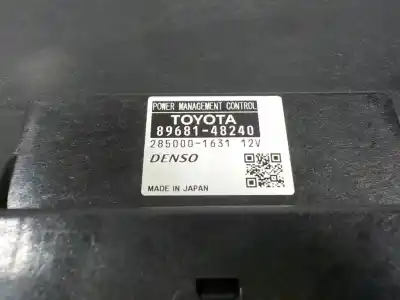 POWER MANAGEMENT CONTROL
TOYOTA
89681-48240
285000-1631 12V
DENSO
MADE IN JAPAN